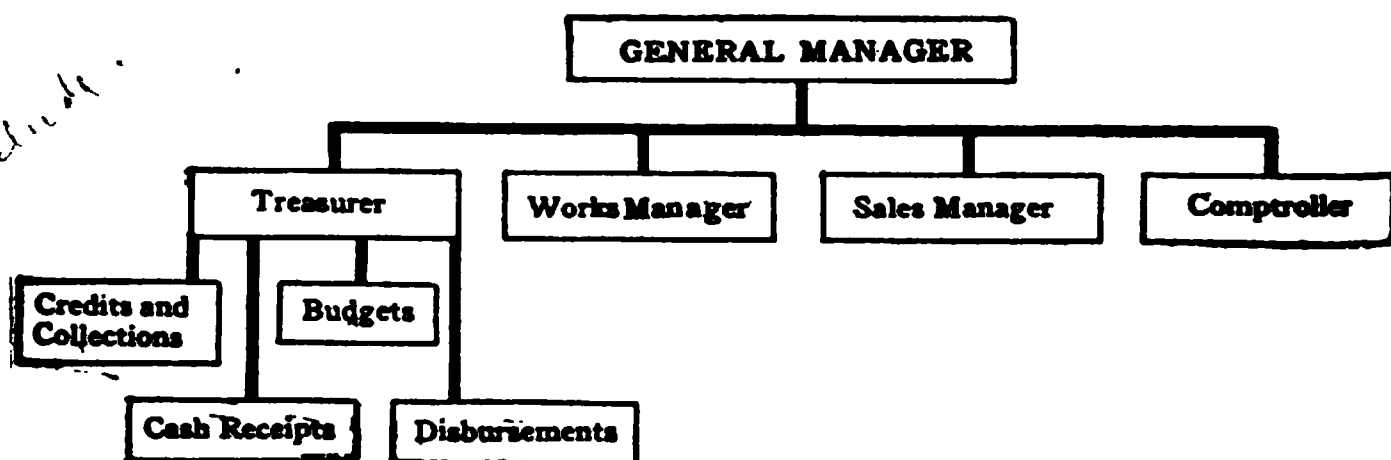 GENERAL MANAGER
Treasurer
Works Manager
Sales Manager
Comptroller
Credits and
Collections
Budgets
Cash Receipts
Disbursements